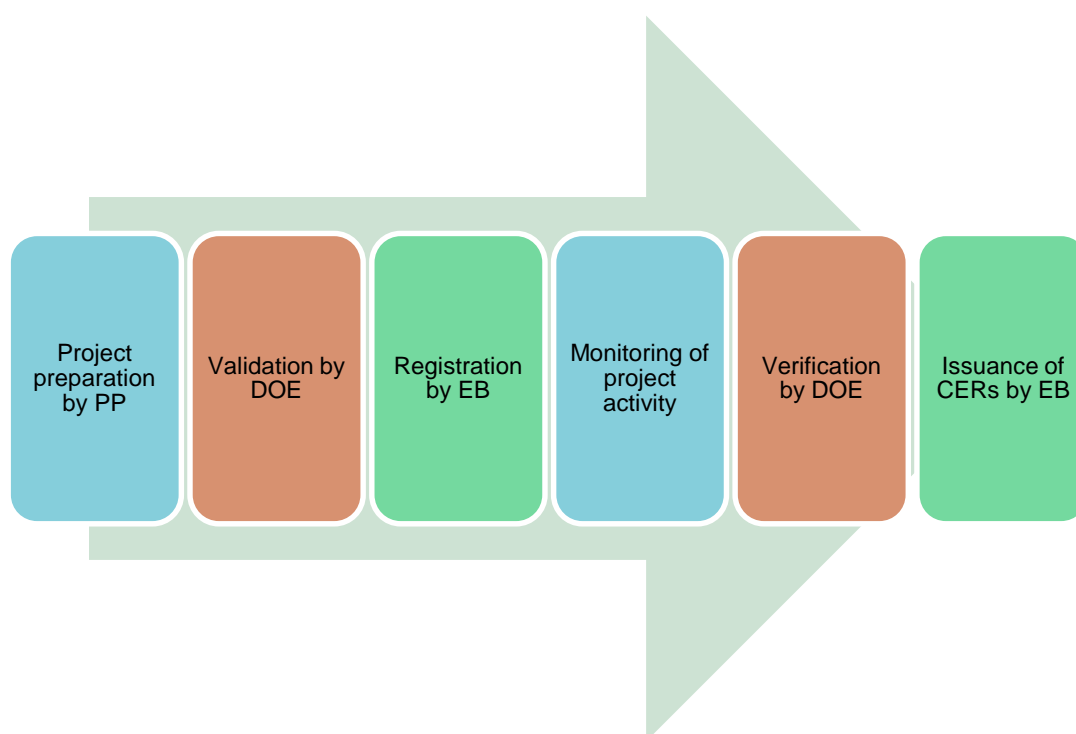 Project
preparation
by PP
Validation by
DOE
Registration
by EB
Monitoring of
project
activity
Verification
by DOE
Issuance of
CERs by EB